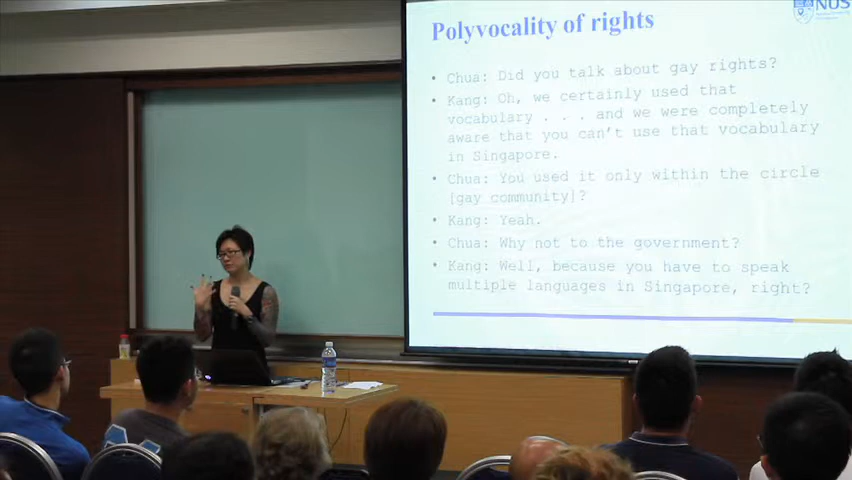 NUS
Polyvocality of rights
• Chua: Did you talk about gay rights?
• Kang: Oh, we certainly used that
vocabulary . . . and we were completely
aware that you can't use that vocabulary
in Singapore.
• Chua: You used it only within the circle
[gay community]?
• Kang: Yeah.
• Chua: Why not to the government?
• Kang: Well, because you have to speak
multiple languages in Singapore, right?